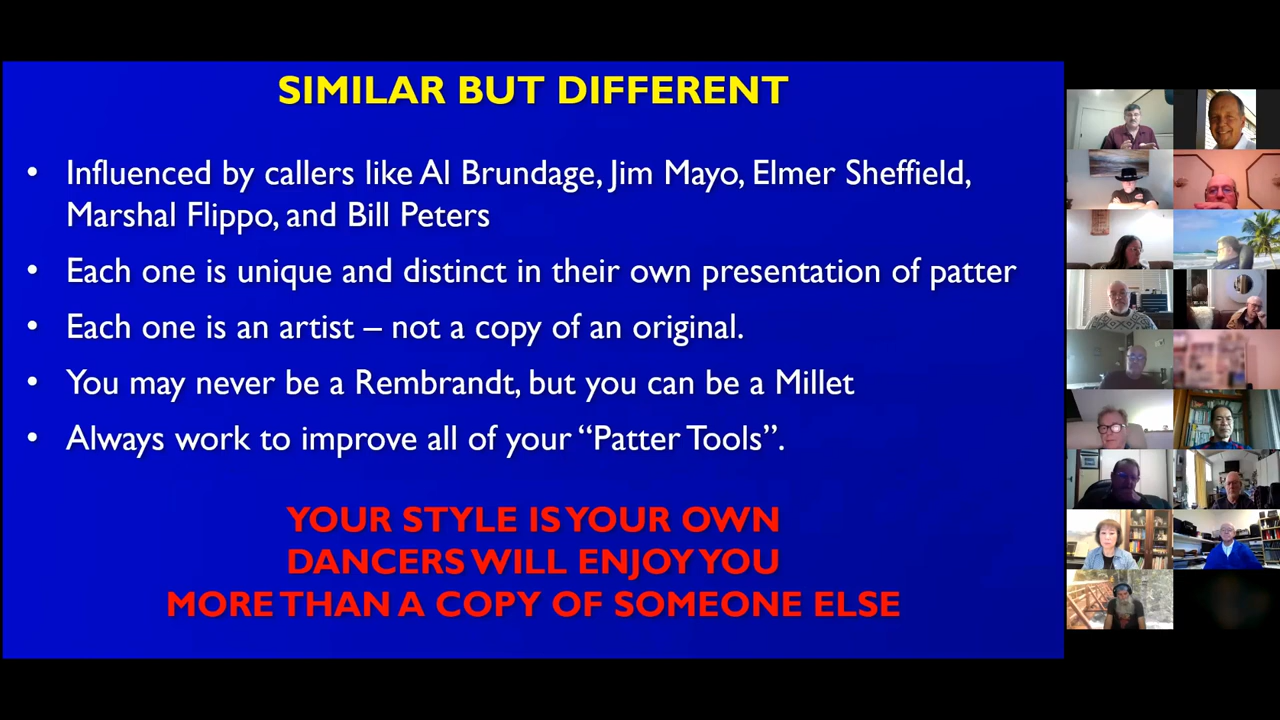 SIMILAR BUT DIFFERENT
• Influenced by callers like Al Brundage, Jim Mayo, Elmer Sheffield,
Marshal Flippo, and Bill Peters
• Each one is unique and distinct in their own presentation of patter
• Each one is an artist – not a copy of an original.
• You may never be a Rembrandt, but you can be a Millet
• Always work to improve all of your “Patter Tools”.
YOUR STYLE IS YOUR OWN
DANCERS WILL ENJOY YOU
MORE THAN A COPY OF SOMEONE ELSE